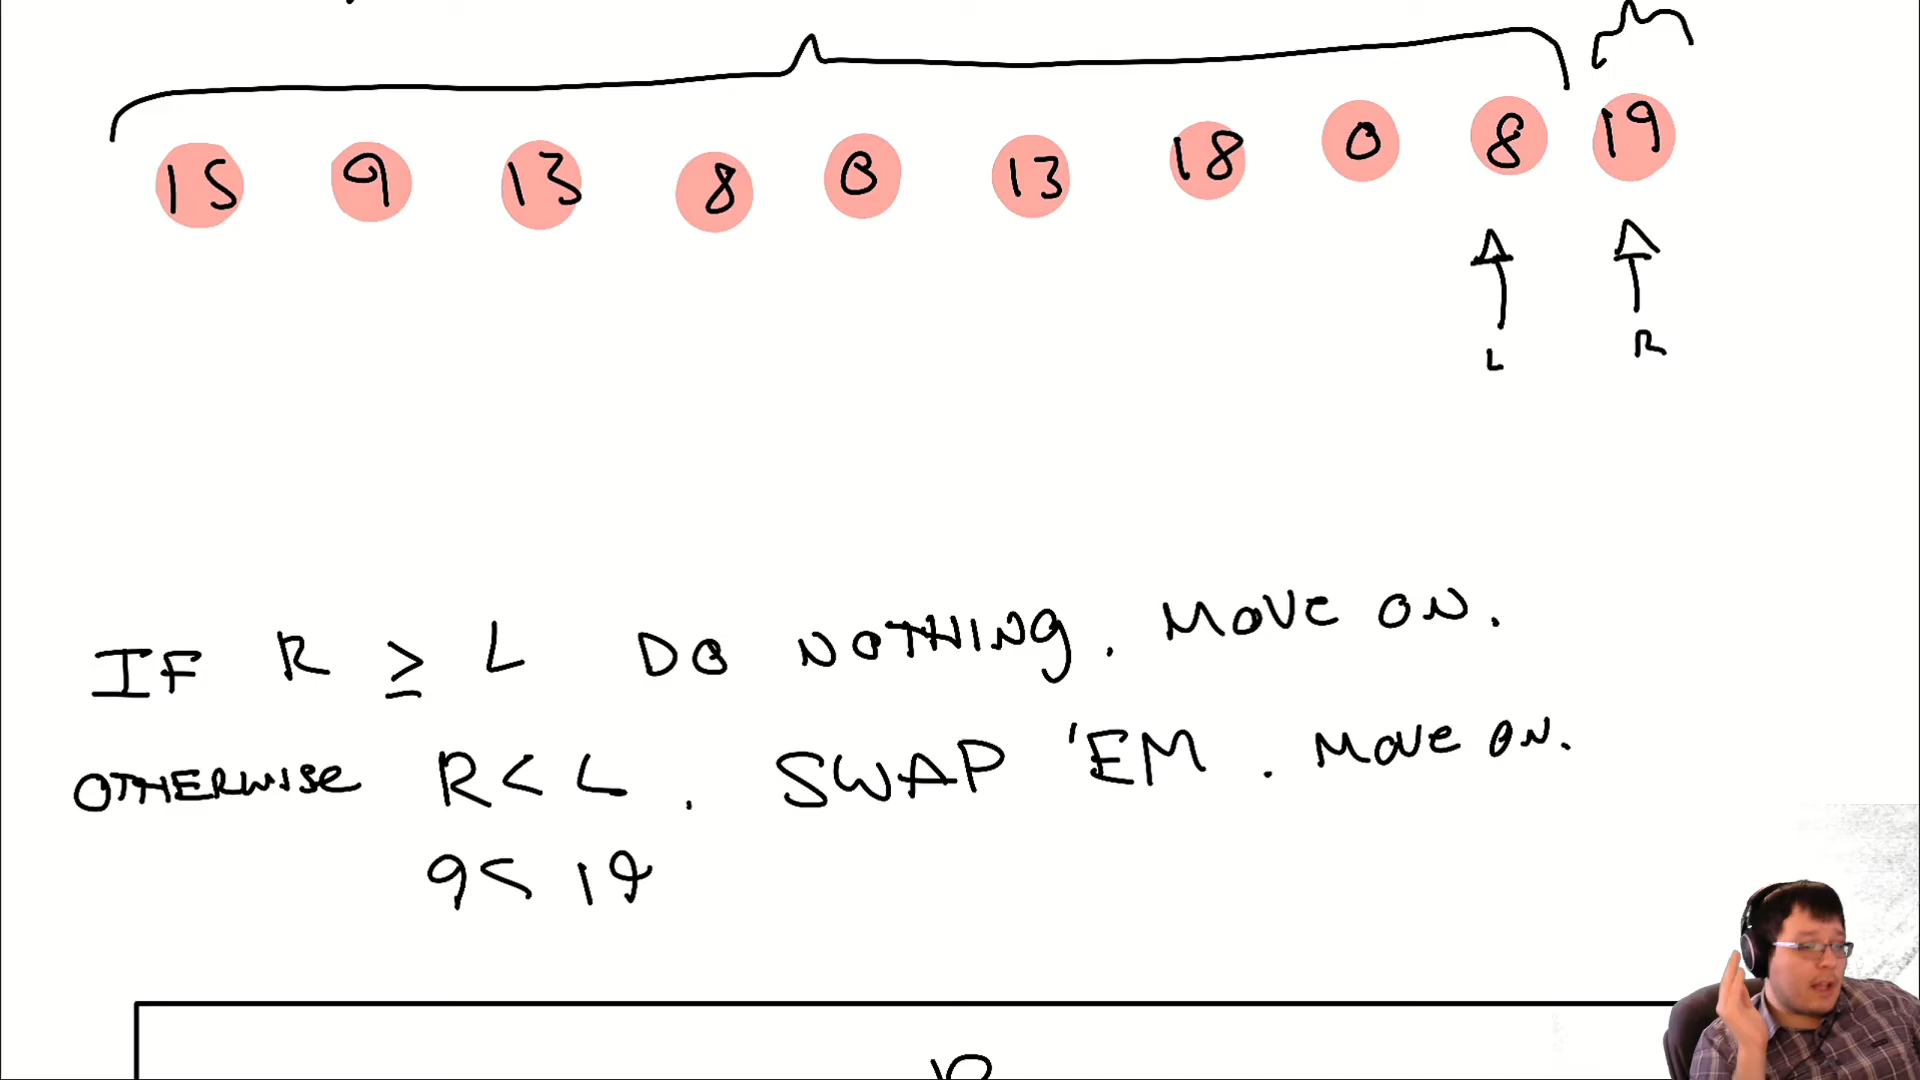 15 9 13 8 0 13 18 0 8 19
L R
IF R ≥ L DO NOTHING. MOVE ON.
OTHERWISE R < L. SWAP 'EM. MOVE ON.
9 < 19